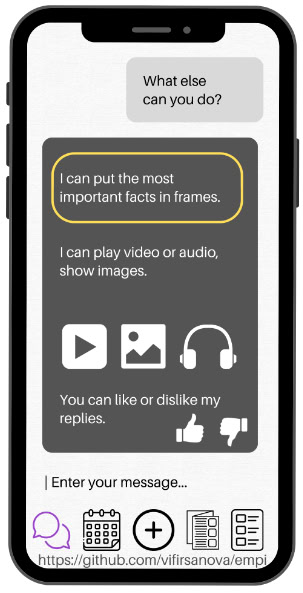 What else
can you do?
I can put the most
important facts in frames.
I can play video or audio,
show images.
You can like or dislike my
replies.
| Enter your message...
https://github.com/vifirsanova/empi